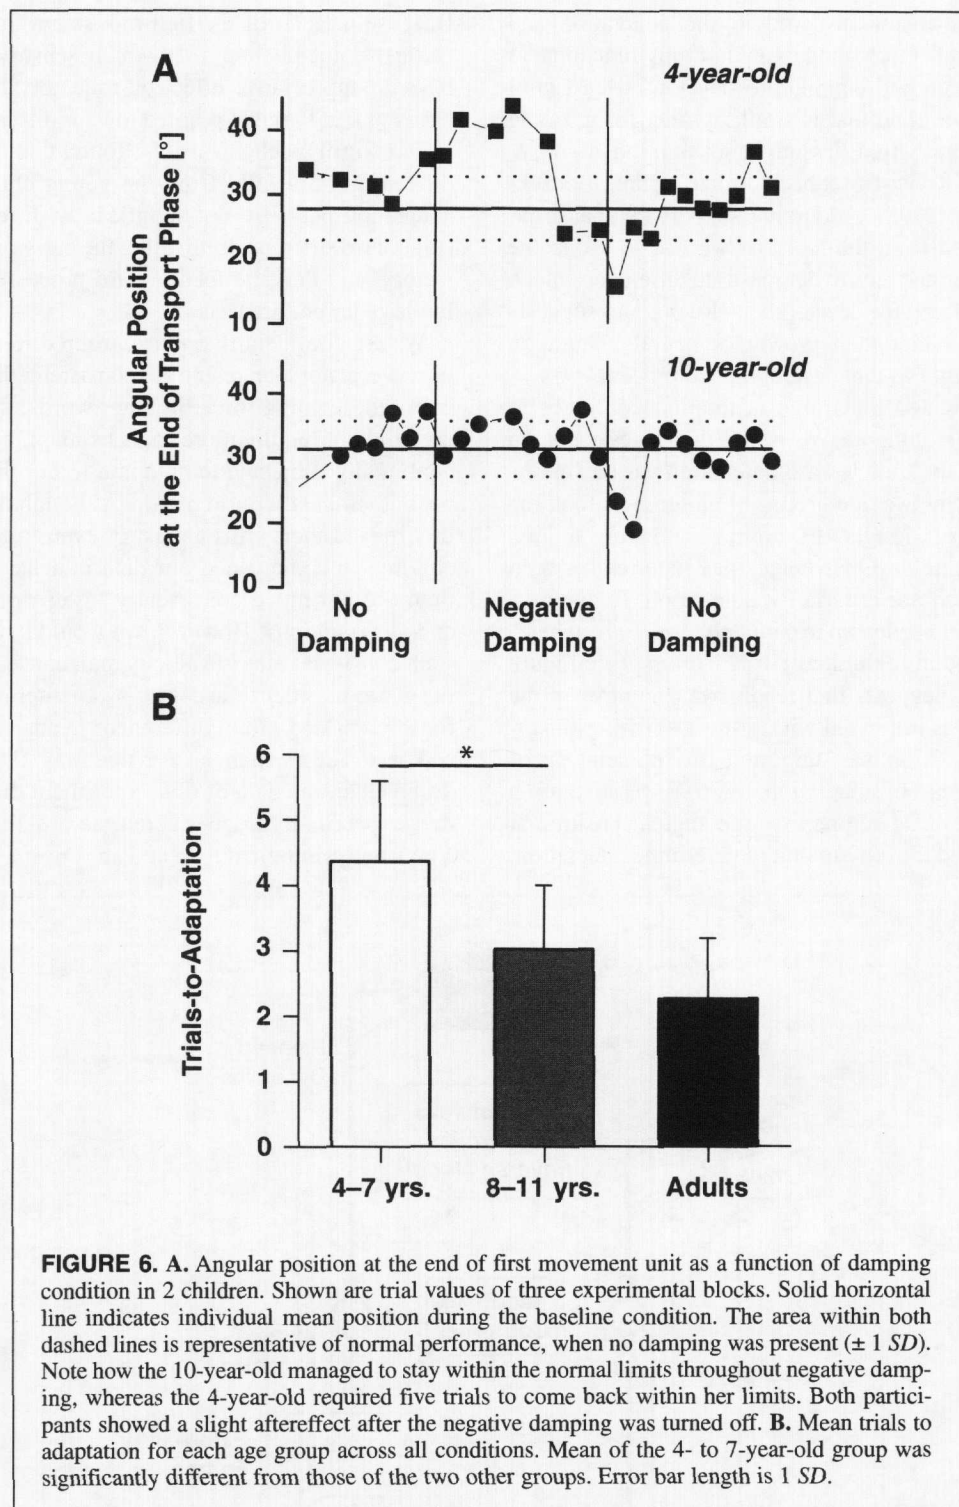 A
4-year-old
Angular Position
at the End of Transport Phase [°]
40
30
20
10
10-year-old
40
30
20
10
No
Damping
Negative
Damping
No
Damping
B
*
Trials-to-Adaptation
6
5
4
3
2
1
0
4–7 yrs.
8–11 yrs.
Adults
FIGURE 6. A. Angular position at the end of first movement unit as a function of damping
condition in 2 children. Shown are trial values of three experimental blocks. Solid horizontal
line indicates individual mean position during the baseline condition. The area within both
dashed lines is representative of normal performance, when no damping was present (± 1 SD).
Note how the 10-year-old managed to stay within the normal limits throughout negative damp-
ing, whereas the 4-year-old required five trials to come back within her limits. Both partici-
pants showed a slight aftereffect after the negative damping was turned off. B. Mean trials to
adaptation for each age group across all conditions. Mean of the 4- to 7-year-old group was
significantly different from those of the two other groups. Error bar length is 1 SD.